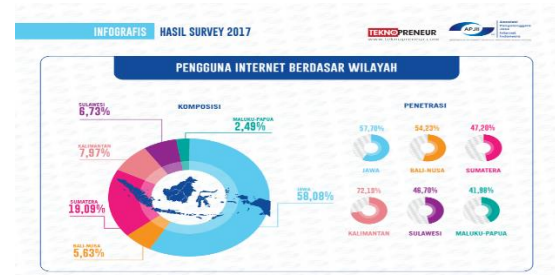 INFOGRAFIS HASIL SURVEY 2017
TEKNOPRENEUR
APJII
PENGGUNA INTERNET BERDASAR WILAYAH
KOMPOSISI
SULAWESI
6,73%
MALUKU-PAPUA
2,49%
KALIMANTAN
7,97%
SUMATERA
19,09%
JAWA
58,08%
BALI-NUSA
5,63%
PENETRASI
57,70%
54,23%
47,20%
JAWA
BALI-NUSA
SUMATERA
72,19%
46,70%
41,98%
KALIMANTAN
SULAWESI
MALUKU-PAPUA